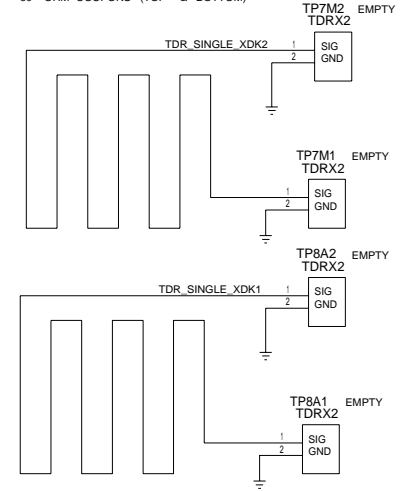 TP7M2 EMPTY
TDRX2
TDR_SINGLE_XDK2 1 SIG
2 GND
TP7M1 EMPTY
TDRX2
1 SIG
2 GND
TP8A2 EMPTY
TDRX2
TDR_SINGLE_XDK1 1 SIG
2 GND
TP8A1 EMPTY
TDRX2
1 SIG
2 GND